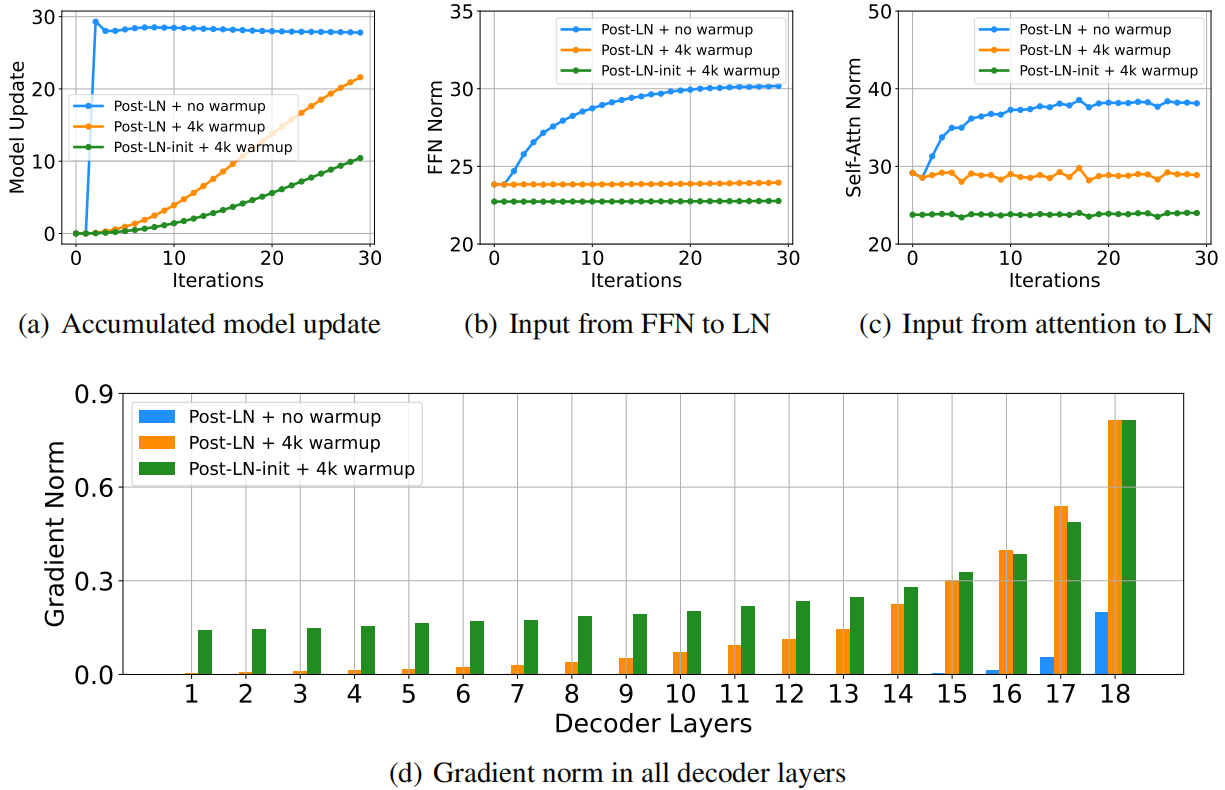 30
20
10
0
Model Update
Post-LN + no warmup
Post-LN + 4k warmup
Post-LN-init + 4k warmup
0 10 20 30
Iterations
(a) Accumulated model update
35
30
25
20
FFN Norm
Post-LN + no warmup
Post-LN + 4k warmup
Post-LN-init + 4k warmup
0 10 20 30
Iterations
(b) Input from FFN to LN
50
40
30
20
Self-Attn Norm
Post-LN + no warmup
Post-LN + 4k warmup
Post-LN-init + 4k warmup
0 10 20 30
Iterations
(c) Input from attention to LN
0.9
0.6
0.3
0.0
Gradient Norm
Post-LN + no warmup
Post-LN + 4k warmup
Post-LN-init + 4k warmup
1 2 3 4 5 6 7 8 9 10 11 12 13 14 15 16 17 18
Decoder Layers
(d) Gradient norm in all decoder layers